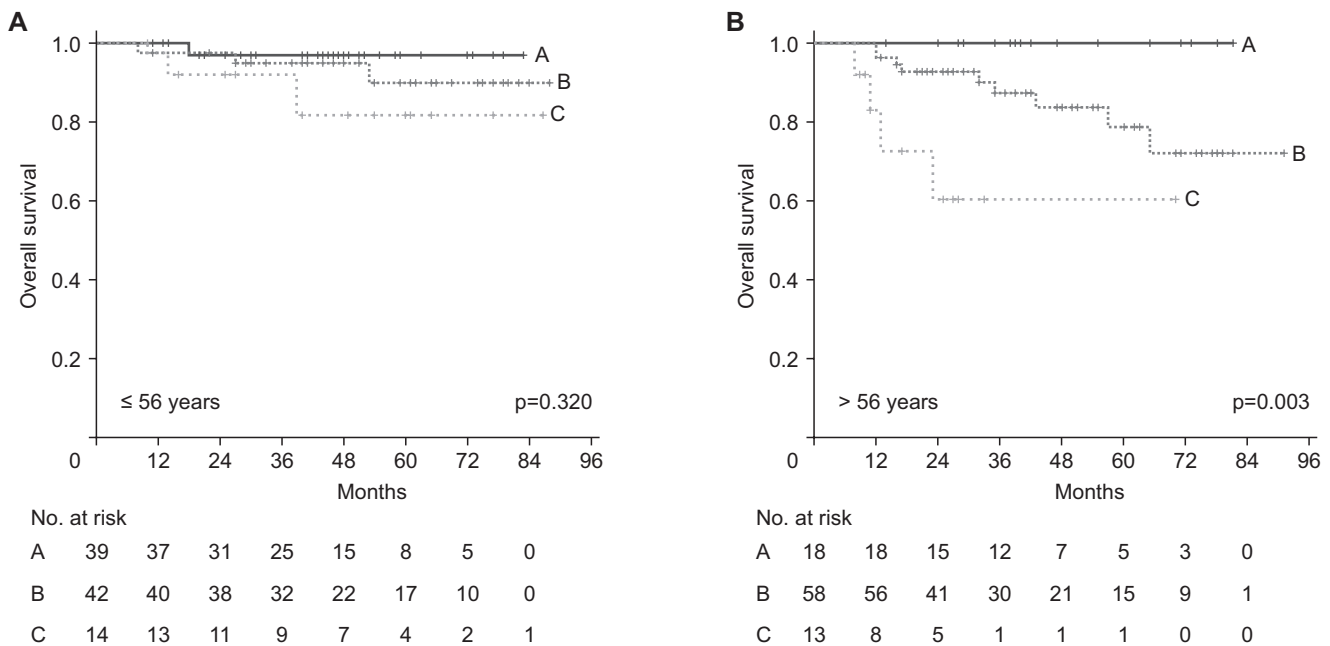 A
1.0
0.8
0.6
0.4
0.2
Overall survival
A
B
C
≤ 56 years
p=0.320
0 12 24 36 48 60 72 84 96
Months
No. at risk
A 39 37 31 25 15 8 5 0
B 42 40 38 32 22 17 10 0
C 14 13 11 9 7 4 2 1
B
1.0
0.8
0.6
0.4
0.2
Overall survival
A
B
C
> 56 years
p=0.003
0 12 24 36 48 60 72 84 96
Months
No. at risk
A 18 18 15 12 7 5 3 0
B 58 56 41 30 21 15 9 1
C 13 8 5 1 1 1 0 0